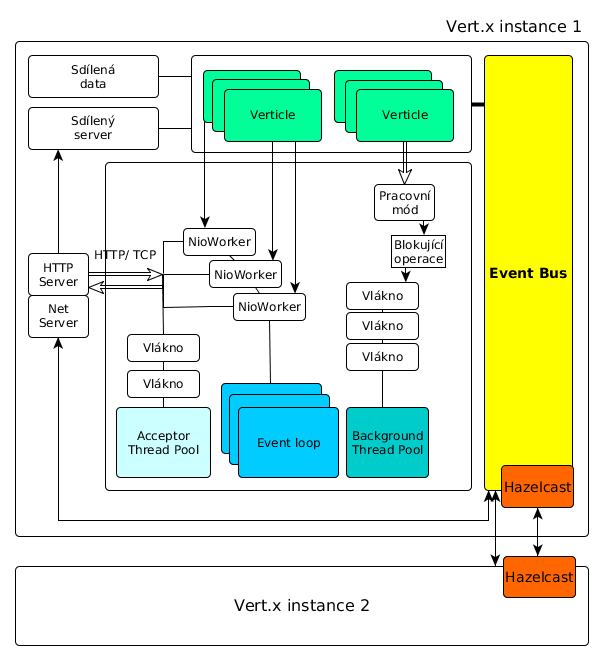 Vert.x instance 1
Sdílená
data
Sdílený
server
Verticle
Verticle
Pracovní
mód
HTTP/ TCP
NioWorker
Blokující
operace
HTTP
Server
NioWorker
Event Bus
Net
Server
NioWorker
Vlákno
Vlákno
Vlákno
Vlákno
Vlákno
Acceptor
Thread Pool
Event loop
Background
Thread Pool
Hazelcast
Hazelcast
Vert.x instance 2